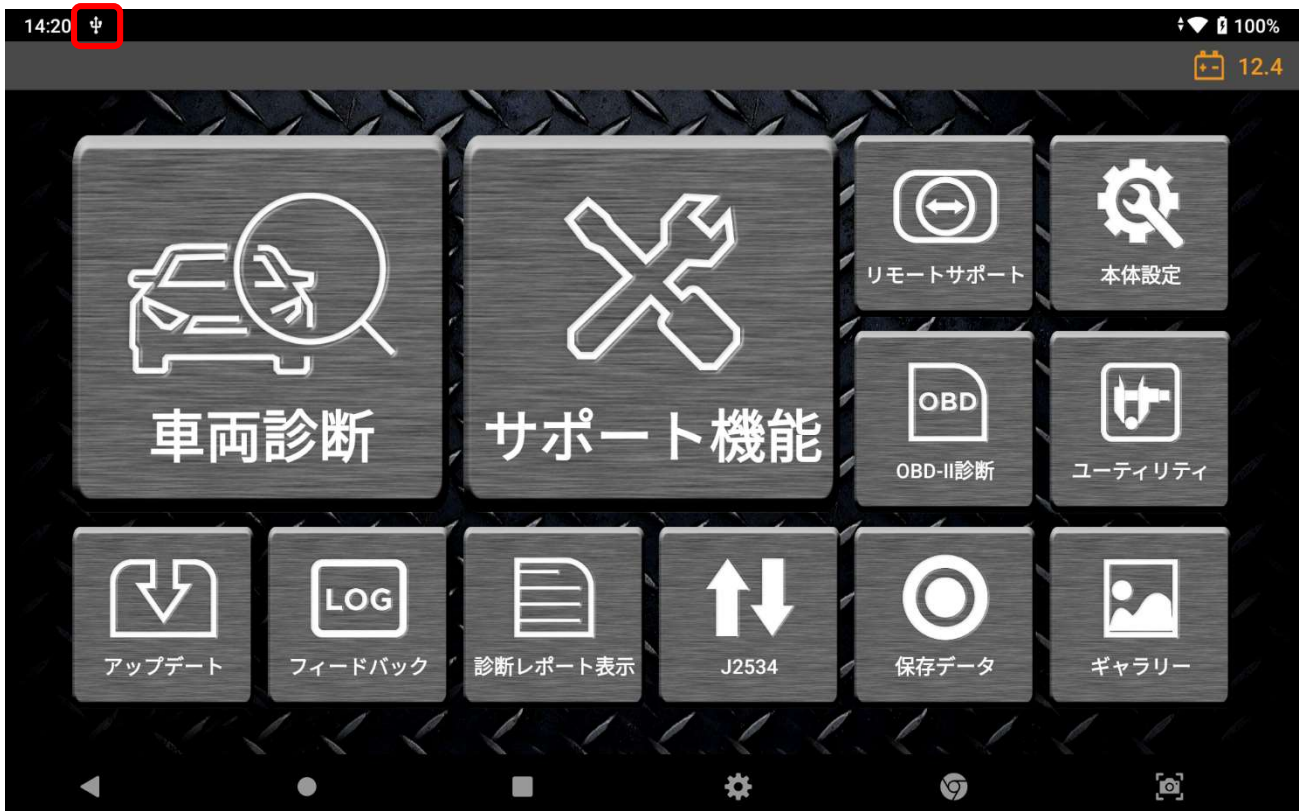 14:20
100%
12.4
車両診断
サポート機能
リモートサポート
本体設定
OBD
OBD-II診断
ユーティリティ
アップデート
LOG
フィードバック
診断レポート表示
J2534
保存データ
ギャラリー